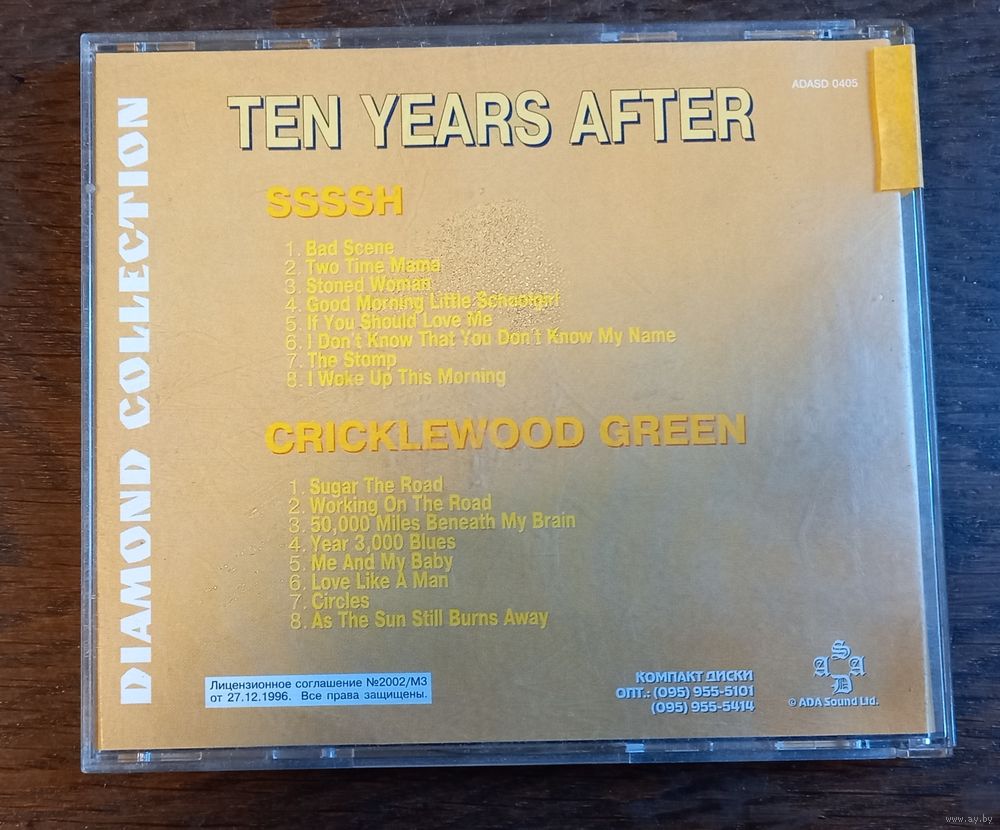 DIAMOND COLLECTION
ADASD 0405
TEN YEARS AFTER
SSSSH
1. Bad Scene
2. Two Time Mama
3. Stoned Woman
4. Good Morning Little Schoolgirl
5. If You Should Love Me
6. I Don't Know That You Don't Know My Name
7. The Stomp
8. I Woke Up This Morning
CRICKLEWOOD GREEN
1. Sugar The Road
2. Working On The Road
3. 50,000 Miles Beneath My Brain
4. Year 3,000 Blues
5. Me And My Baby
6. Love Like A Man
7. Circles
8. As The Sun Still Burns Away
Лицензионное соглашение №2002/МЗ
от 27.12.1996. Все права защищены.
КОМПАКТ ДИСКИ
ОПТ.: (095) 955-5101
(095) 955-5414
S
A A
D
© ADA Sound Ltd.
www.ay.by